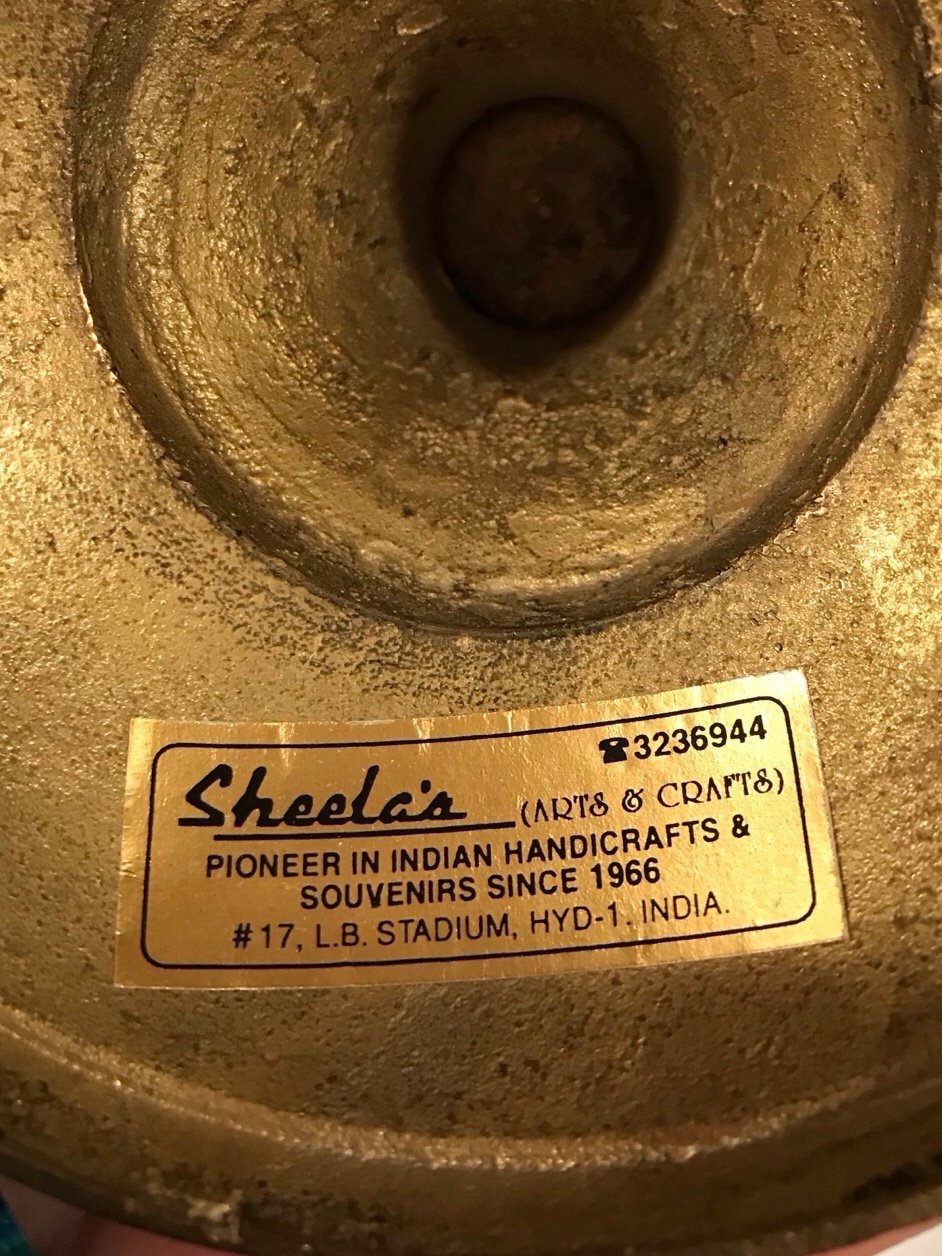 ☎3236944
Sheela's (ARTS & CRAFTS)
PIONEER IN INDIAN HANDICRAFTS &
SOUVENIRS SINCE 1966
#17, L.B. STADIUM, HYD-1. INDIA.